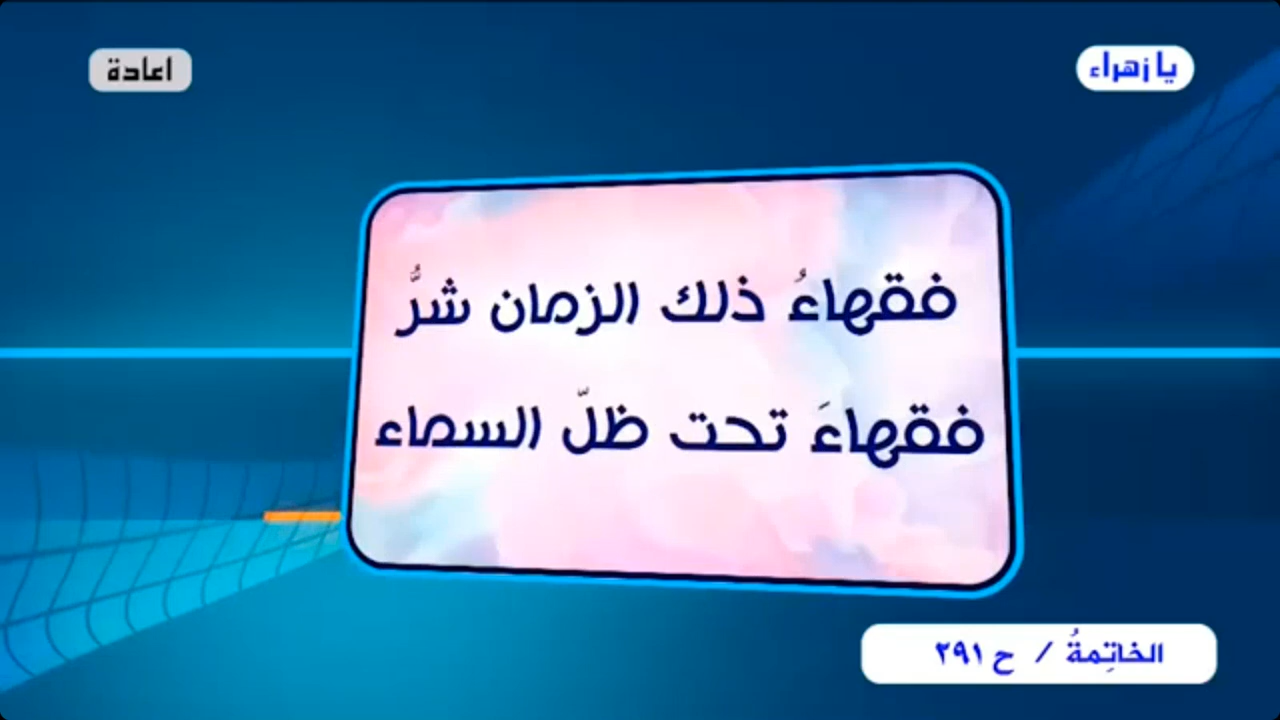 يا زهراء
اعادة
فقهاءُ ذلك الزمان شرُّ
فقهاءَ تحت ظلّ السماء
الخاتِمةُ / ح ٢٩١